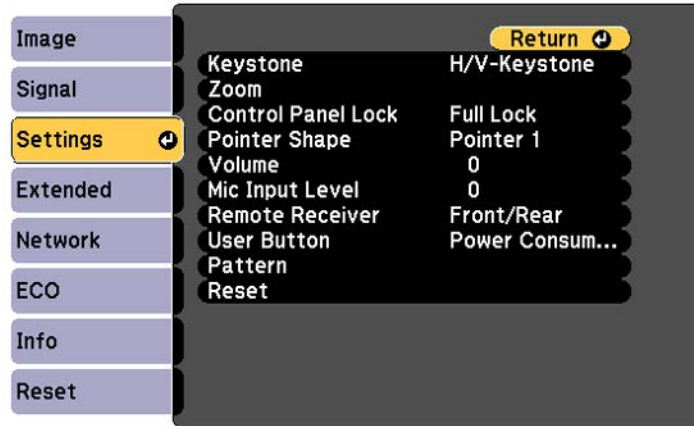 Image
Signal
Settings
Extended
Network
ECO
Info
Reset
Return
Keystone H/V-Keystone
Zoom
Control Panel Lock Full Lock
Pointer Shape Pointer 1
Volume 0
Mic Input Level 0
Remote Receiver Front/Rear
User Button Power Consum...
Pattern
Reset